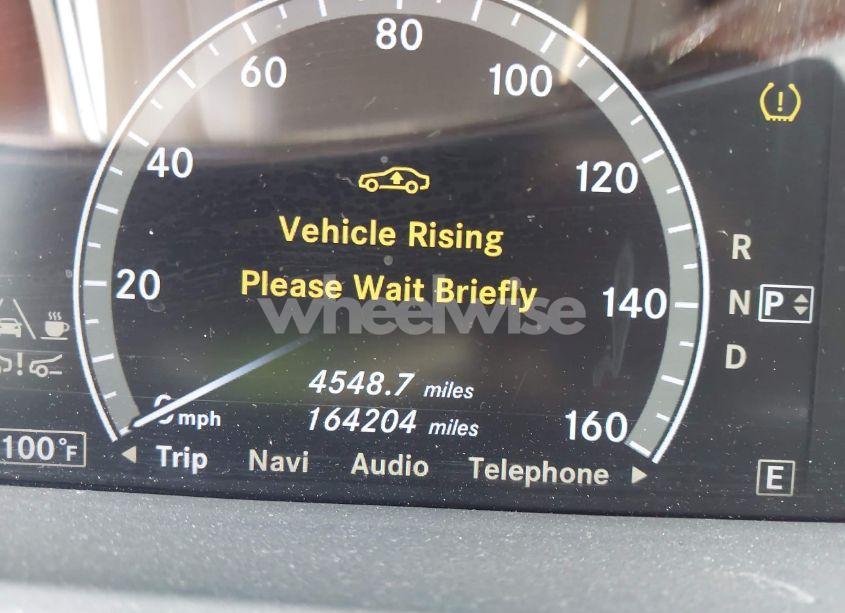 80
60
100
40
120
Vehicle Rising
R
Please Wait Briefly
20
140
N
P
wheelwise
D
4548.7 miles
164204 miles
0 mph
160
100°F
Trip Navi Audio Telephone
E